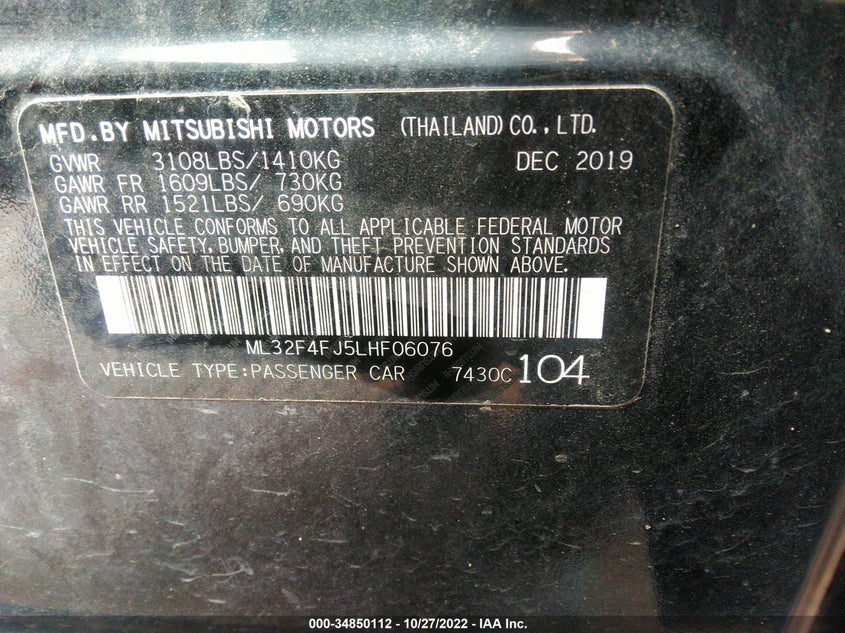 MFD.BY MITSUBISHI MOTORS (THAILAND)CO.,LTD.
GVWR 3108LBS/1410KG DEC 2019
GAWR FR 1609LBS/ 730KG
GAWR RR 1521LBS/ 690KG
THIS VEHICLE CONFORMS TO ALL APPLICABLE FEDERAL MOTOR
VEHICLE SAFETY, BUMPER, AND THEFT PREVENTION STANDARDS
IN EFFECT ON THE DATE OF MANUFACTURE SHOWN ABOVE.
ML32F4FJ5LHF06076
VEHICLE TYPE:PASSENGER CAR 7430C 104
000-34850112 - 10/27/2022 - IAA Inc.